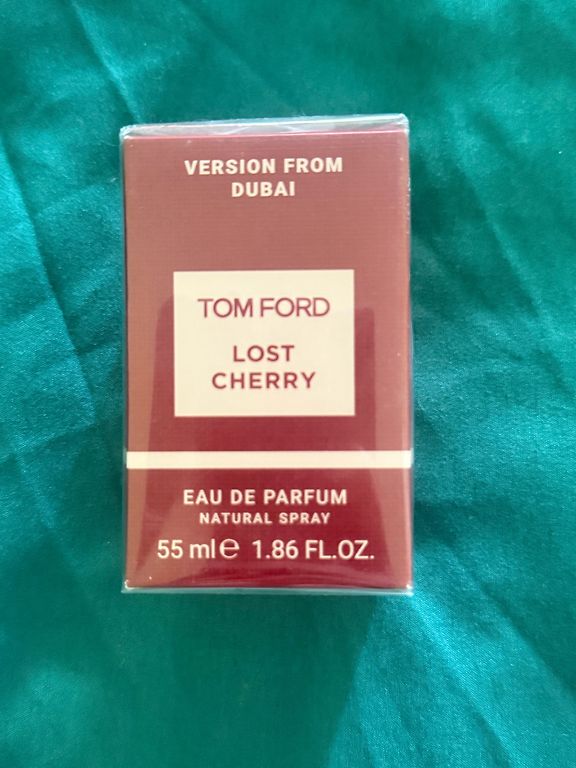 VERSION FROM
DUBAI
TOM FORD
LOST
CHERRY
EAU DE PARFUM
NATURAL SPRAY
55 ml℮ 1.86 FL.OZ.